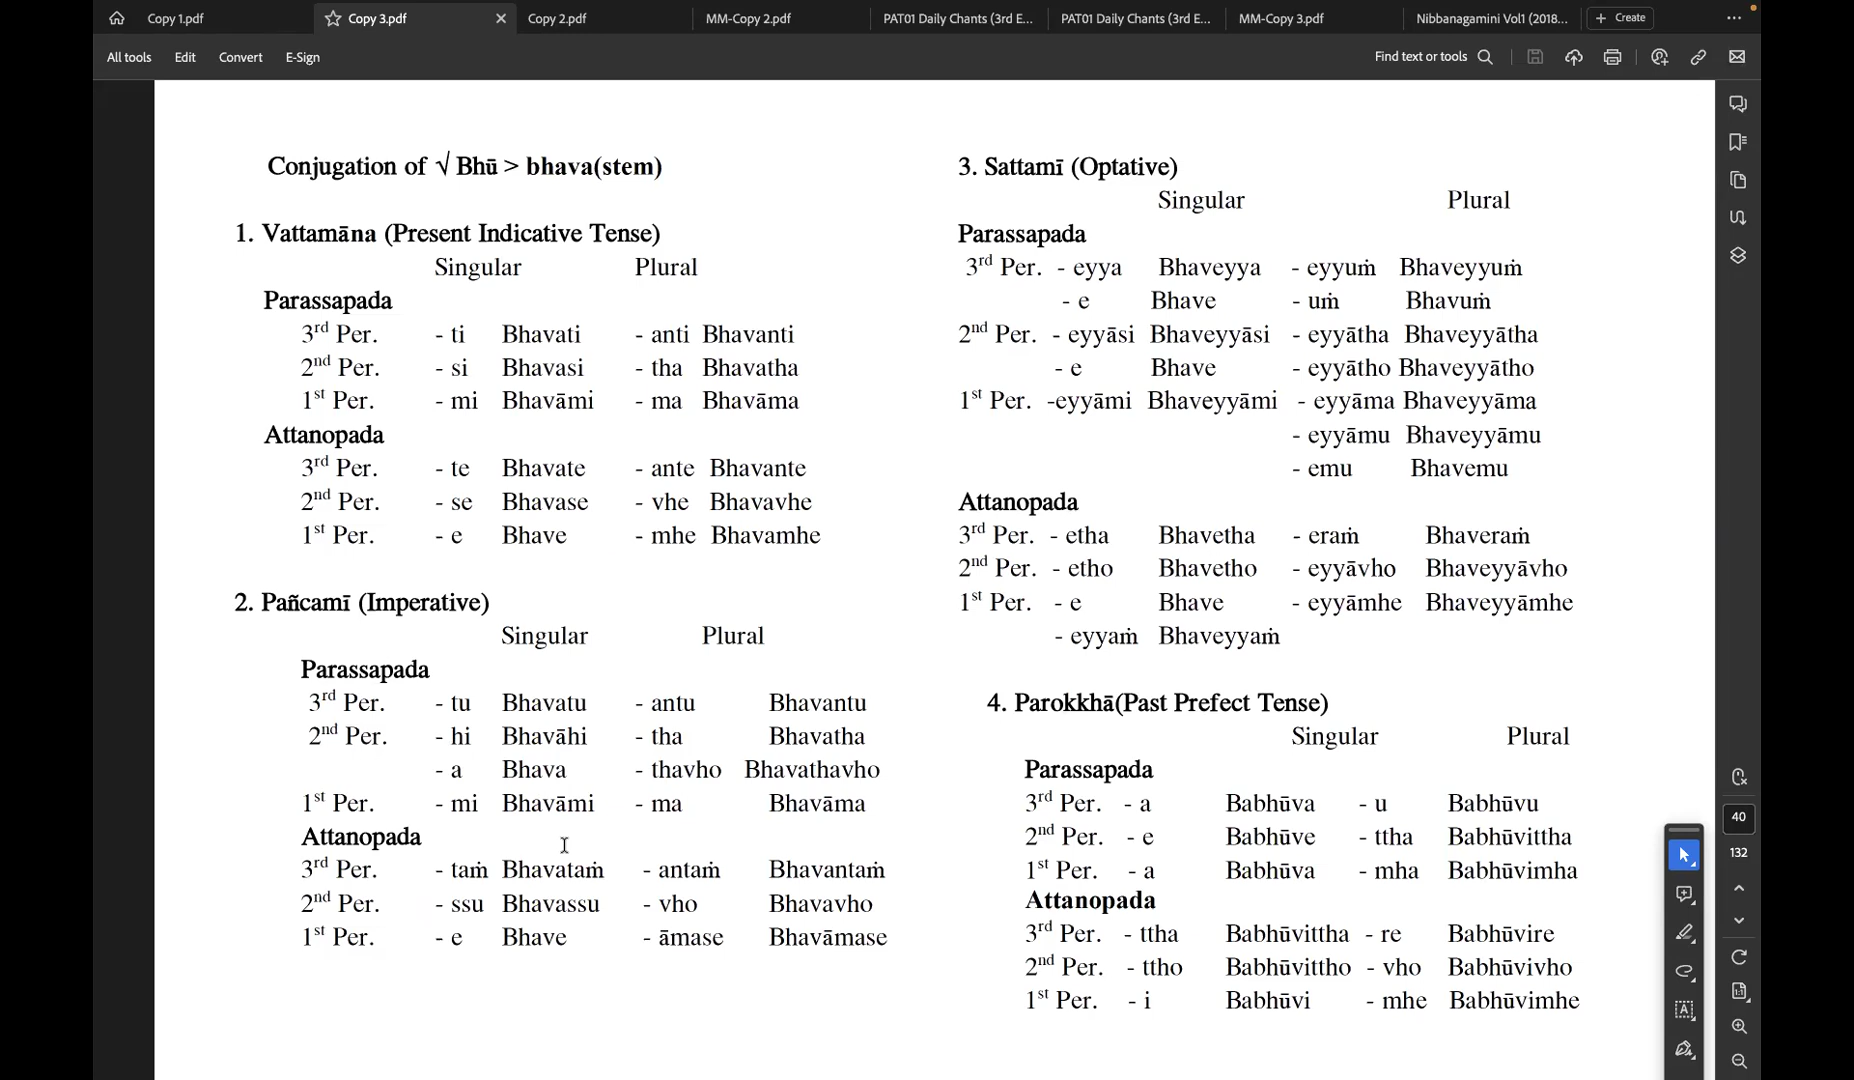 Copy 1.pdf
Copy 3.pdf
Copy 2.pdf
MM-Copy 2.pdf
PAT01 Daily Chants (3rd E...
PAT01 Daily Chants (3rd E...
MM-Copy 3.pdf
Nibbanagamini Vol1 (2018...
Create
All tools Edit Convert E-Sign
Find text or tools
Conjugation of √ Bhū > bhava(stem)
1. Vattamāna (Present Indicative Tense)
Singular Plural
Parassapada
3rd Per. - ti Bhavati - anti Bhavanti
2nd Per. - si Bhavasi - tha Bhavatha
1st Per. - mi Bhavāmi - ma Bhavāma
Attanopada
3rd Per. - te Bhavate - ante Bhavante
2nd Per. - se Bhavase - vhe Bhavavhe
1st Per. - e Bhave - mhe Bhavamhe
2. Pañcamī (Imperative)
Singular Plural
Parassapada
3rd Per. - tu Bhavatu - antu Bhavantu
2nd Per. - hi Bhavāhi - tha Bhavatha
- a Bhava - thavho Bhavathavho
1st Per. - mi Bhavāmi - ma Bhavāma
Attanopada
3rd Per. - taṁ Bhavataṁ - antaṁ Bhavantaṁ
2nd Per. - ssu Bhavassu - vho Bhavavho
1st Per. - e Bhave - āmase Bhavāmase
3. Sattamī (Optative)
Singular Plural
Parassapada
3rd Per. - eyya Bhaveyya - eyyuṁ Bhaveyyuṁ
- e Bhave - uṁ Bhavuṁ
2nd Per. - eyyāsi Bhaveyyāsi - eyyātha Bhaveyyātha
- e Bhave - eyyātho Bhaveyyātho
1st Per. -eyyāmi Bhaveyyāmi - eyyāma Bhaveyyāma
- eyyāmu Bhaveyyāmu
- emu Bhavemu
Attanopada
3rd Per. - etha Bhavetha - eraṁ Bhaveraṁ
2nd Per. - etho Bhavetho - eyyāvho Bhaveyyāvho
1st Per. - e Bhave - eyyāmhe Bhaveyyāmhe
- eyyaṁ Bhaveyyaṁ
4. Parokkhā(Past Prefect Tense)
Singular Plural
Parassapada
3rd Per. - a Babhūva - u Babhūvu
2nd Per. - e Babhūve - ttha Babhūvittha
1st Per. - a Babhūva - mha Babhūvimha
Attanopada
3rd Per. - ttha Babhūvittha - re Babhūvire
2nd Per. - ttho Babhūvittho - vho Babhūvivho
1st Per. - i Babhūvi - mhe Babhūvimhe
40
132